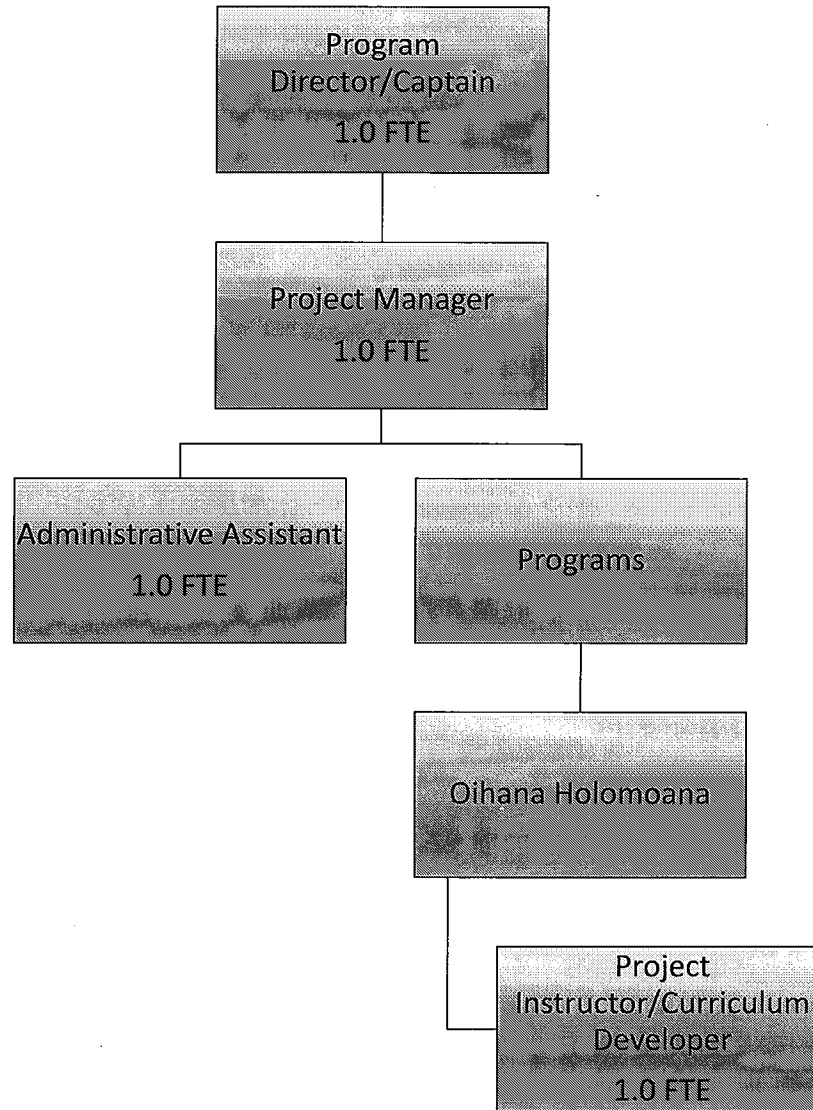 Program
Director/Captain
1.0 FTE
Project Manager
1.0 FTE
Administrative Assistant
1.0 FTE
Programs
Oihana Holomoana
Project
Instructor/Curriculum
Developer
1.0 FTE